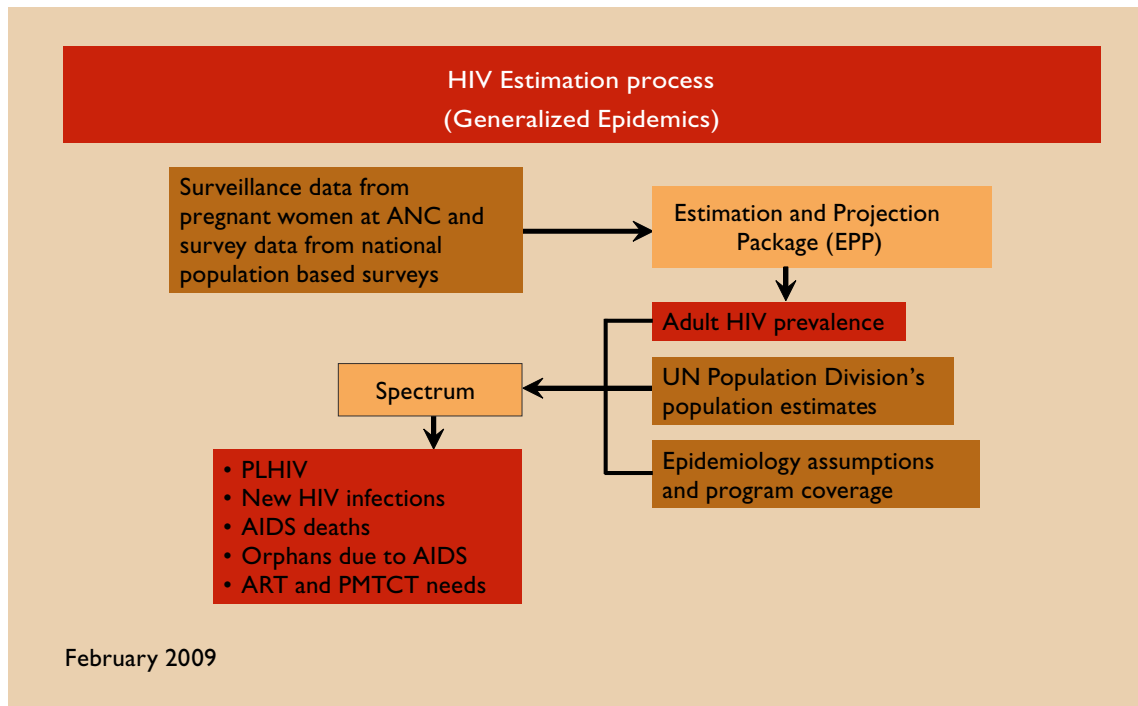 HIV Estimation process
(Generalized Epidemics)
Surveillance data from
pregnant women at ANC and
survey data from national
population based surveys
Estimation and Projection
Package (EPP)
Adult HIV prevalence
UN Population Division’s
population estimates
Epidemiology assumptions
and program coverage
Spectrum
• PLHIV
• New HIV infections
• AIDS deaths
• Orphans due to AIDS
• ART and PMTCT needs
February 2009